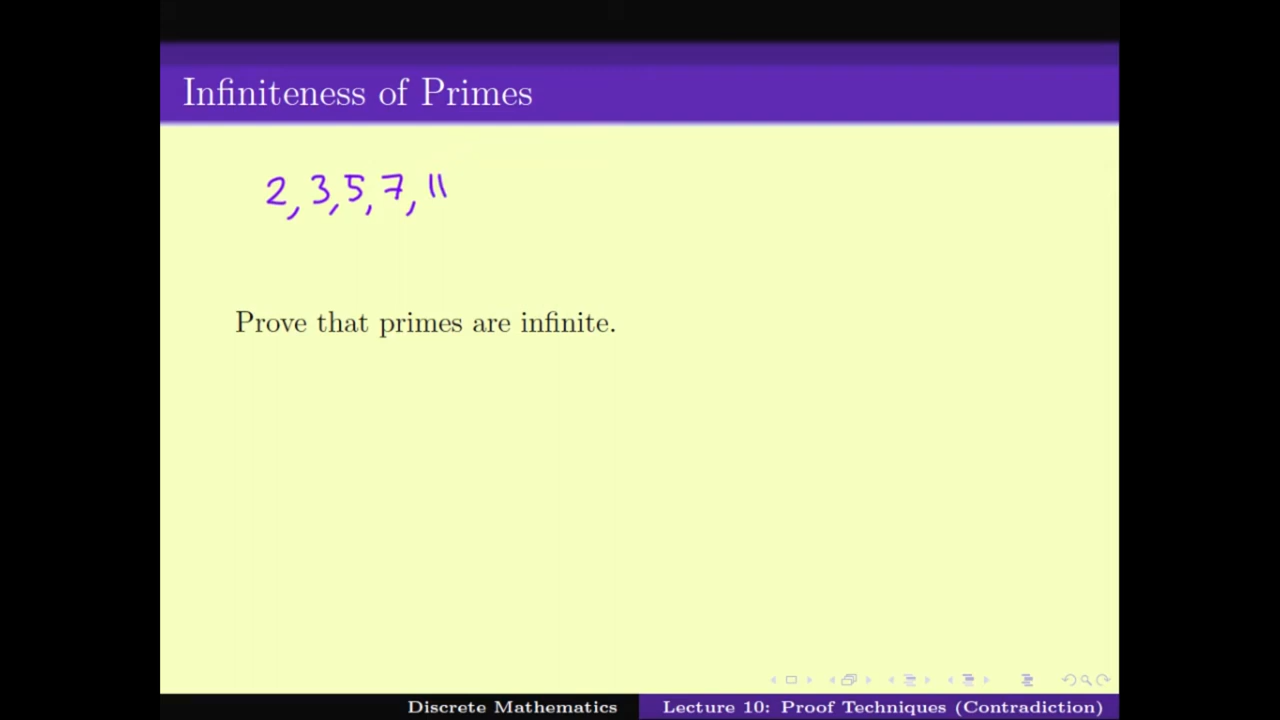 Infiniteness of Primes
2, 3, 5, 7, 11
Prove that primes are infinite.
Discrete Mathematics
Lecture 10: Proof Techniques (Contradiction)